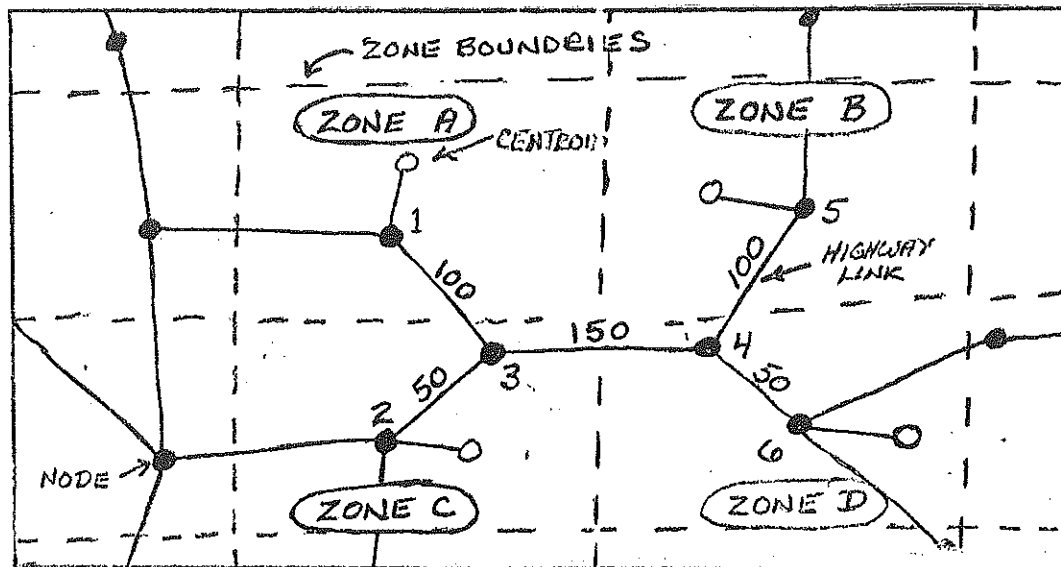 ZONE BOUNDRIES
ZONE A
ZONE B
CENTROID
1
5
100
100
HIGHWAY
LINK
150
3
4
50
50
2
6
NODE
ZONE C
ZONE D